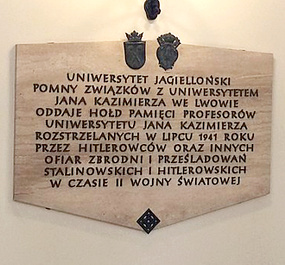 UNIWERSYTET JAGIELLOŃSKI
POMNY ZWIĄZKÓW Z UNIWERSYTETEM
JANA KAZIMIERZA WE LWOWIE
ODDAJE HOŁD PAMIĘCI PROFESORÓW
UNIWERSYTETU JANA KAZIMIERZA
ROZSTRZELANYCH W LIPCU 1941 ROKU
PRZEZ HITLEROWCÓW ORAZ INNYCH
OFIAR ZBRODNI I PRZEŚLADOWAŃ
STALINOWSKICH I HITLEROWSKICH
W CZASIE II WOJNY ŚWIATOWEJ